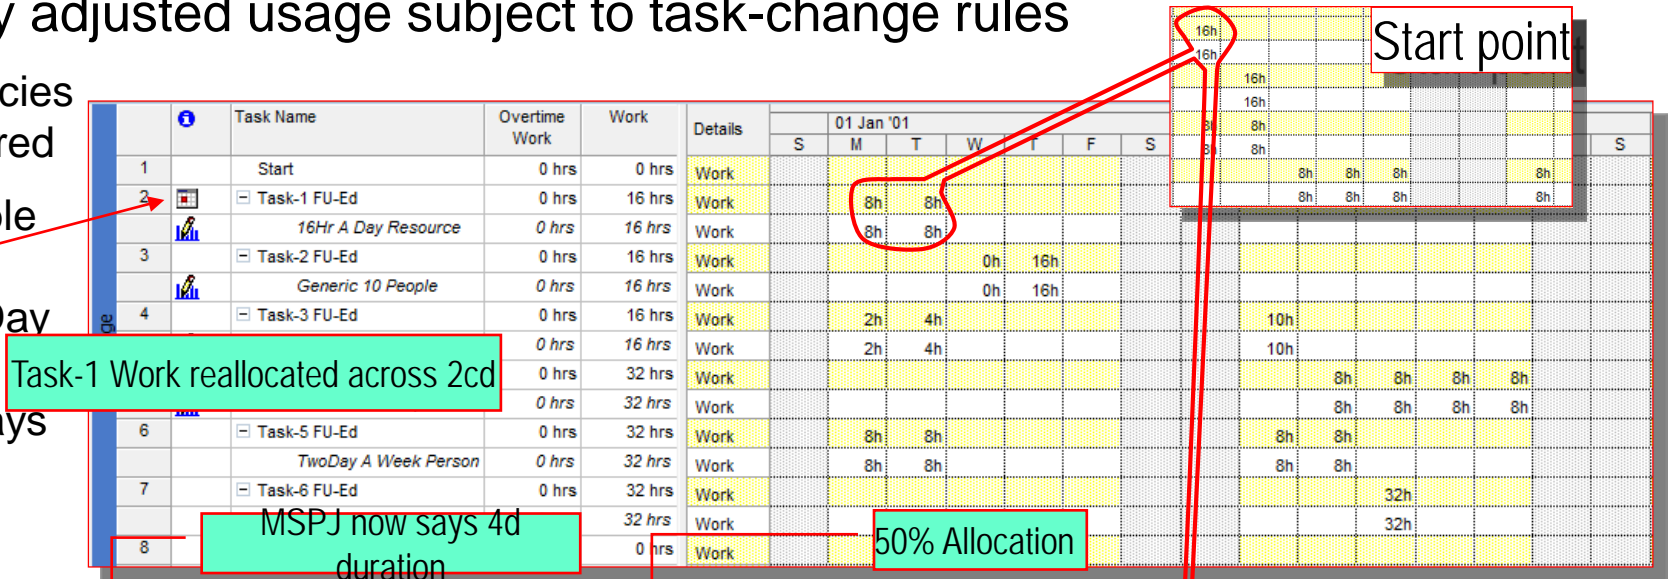 y adjusted usage subject to task-change rules
cies
red
ole
Day
ays
Start point
16h
16h
16h
16h
8h
8h
8h 8h 8h 8h
8h 8h 8h 8h
Task Name Overtime Work Work Details 01 Jan '01
S M T W T F S S
1 Start 0 hrs 0 hrs Work
2 Task-1 FU-Ed 0 hrs 16 hrs Work 8h 8h
16Hr A Day Resource 0 hrs 16 hrs Work 8h 8h
3 Task-2 FU-Ed 0 hrs 16 hrs Work 0h 16h
Generic 10 People 0 hrs 16 hrs Work 0h 16h
4 Task-3 FU-Ed 0 hrs 16 hrs Work 2h 4h 10h
0 hrs 16 hrs Work 2h 4h 10h
Task-1 Work reallocated across 2cd
0 hrs 32 hrs Work 8h 8h 8h 8h
0 hrs 32 hrs Work 8h 8h 8h 8h
6 Task-5 FU-Ed 0 hrs 32 hrs Work 8h 8h 8h 8h
TwoDay A Week Person 0 hrs 32 hrs Work 8h 8h 8h 8h
7 Task-6 FU-Ed 0 hrs 32 hrs Work 32h
32 hrs Work 32h
8 0 hrs Work
MSPJ now says 4d
duration
50% Allocation